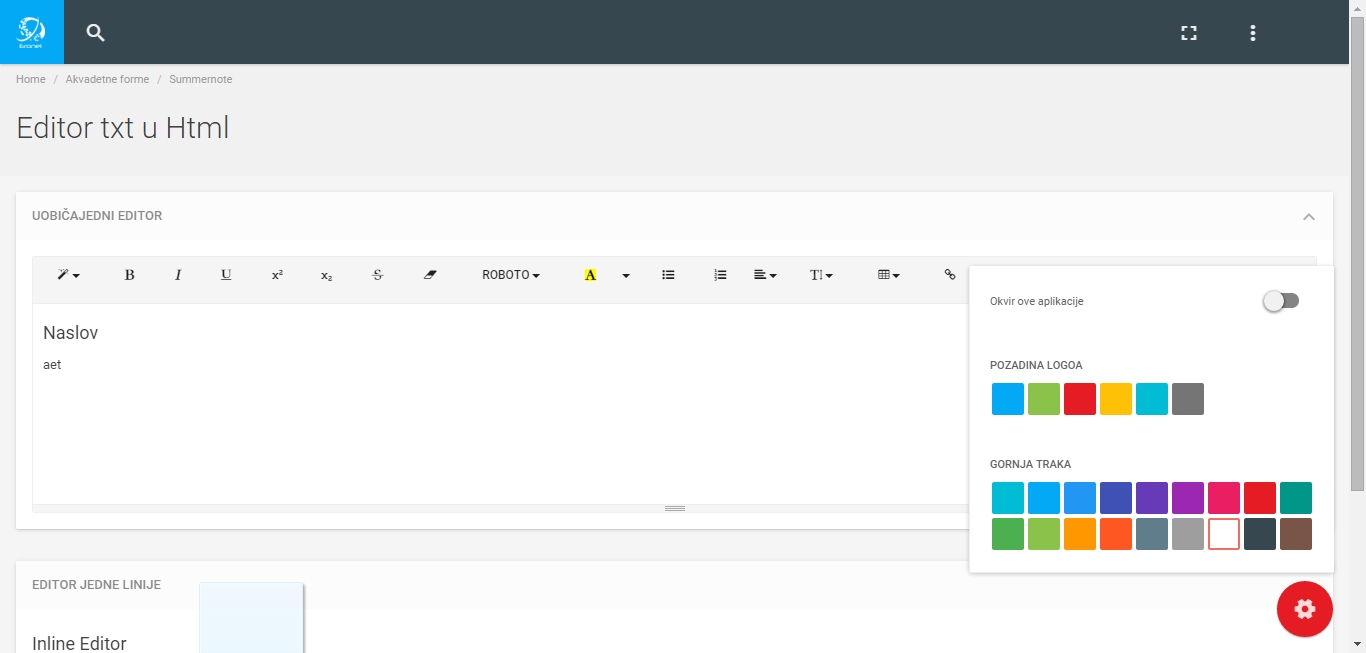 Home / Akvadetne forme / Summernote
Editor txt u Html
UOBIČAJEDNI EDITOR
B I U x² x₂ S ROBOTO A T
Okvir ove aplikacije
Naslov
aet
POZADINA LOGOA
GORNJA TRAKA
EDITOR JEDNE LINIJE
Inline Editor